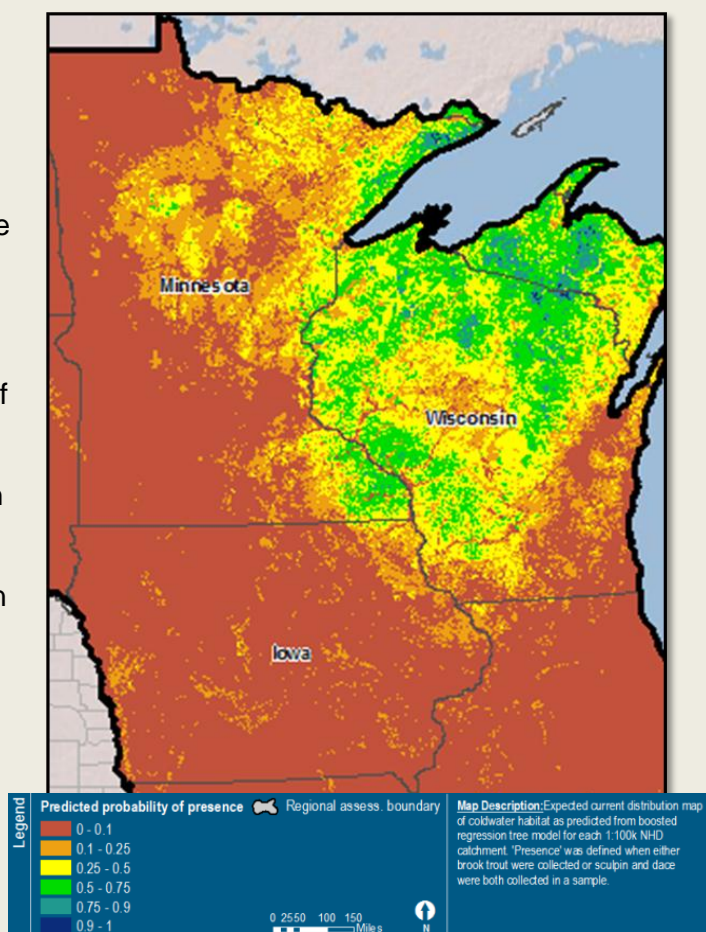 e
f
n
n
Minnesota
Wisconsin
Iowa
Legend
Predicted probability of presence
Regional assess. boundary
0 - 0.1
0.1 - 0.25
0.25 - 0.5
0.5 - 0.75
0.75 - 0.9
0.9 - 1
0 25 50 100 150
Miles
N
Map Description:Expected current distribution map
of coldwater habitat as predicted from boosted
regression tree model for each 1:100k NHD
catchment. 'Presence' was defined when either
brook trout were collected or sculpin and dace
were both collected in a sample.